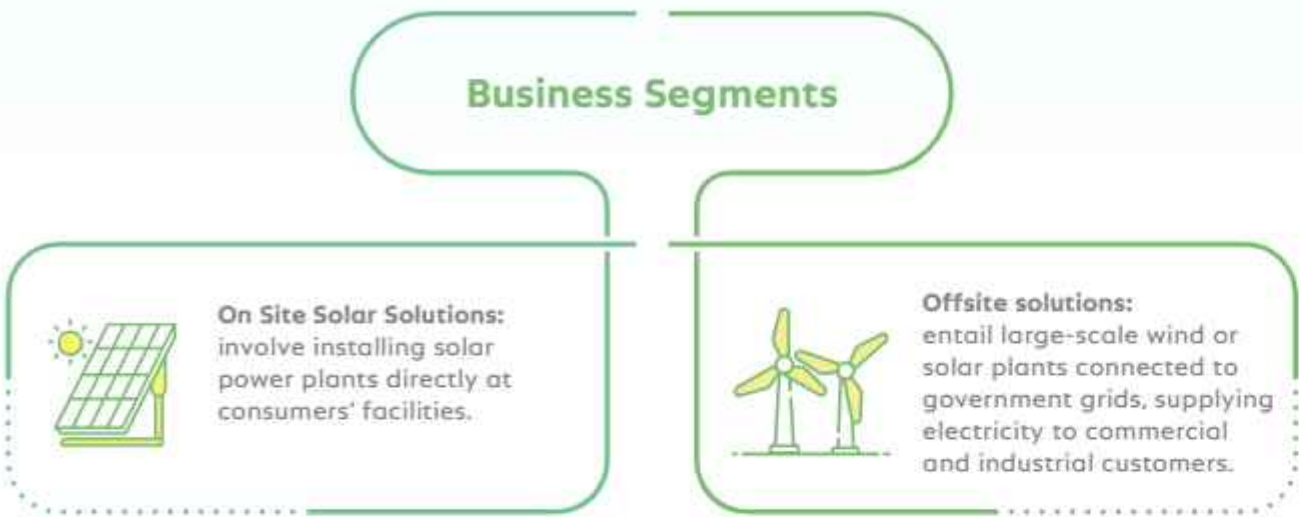 Business Segments
On Site Solar Solutions:
involve installing solar
power plants directly at
consumers' facilities.
Offsite solutions:
entail large-scale wind or
solar plants connected to
government grids, supplying
electricity to commercial
and industrial customers.